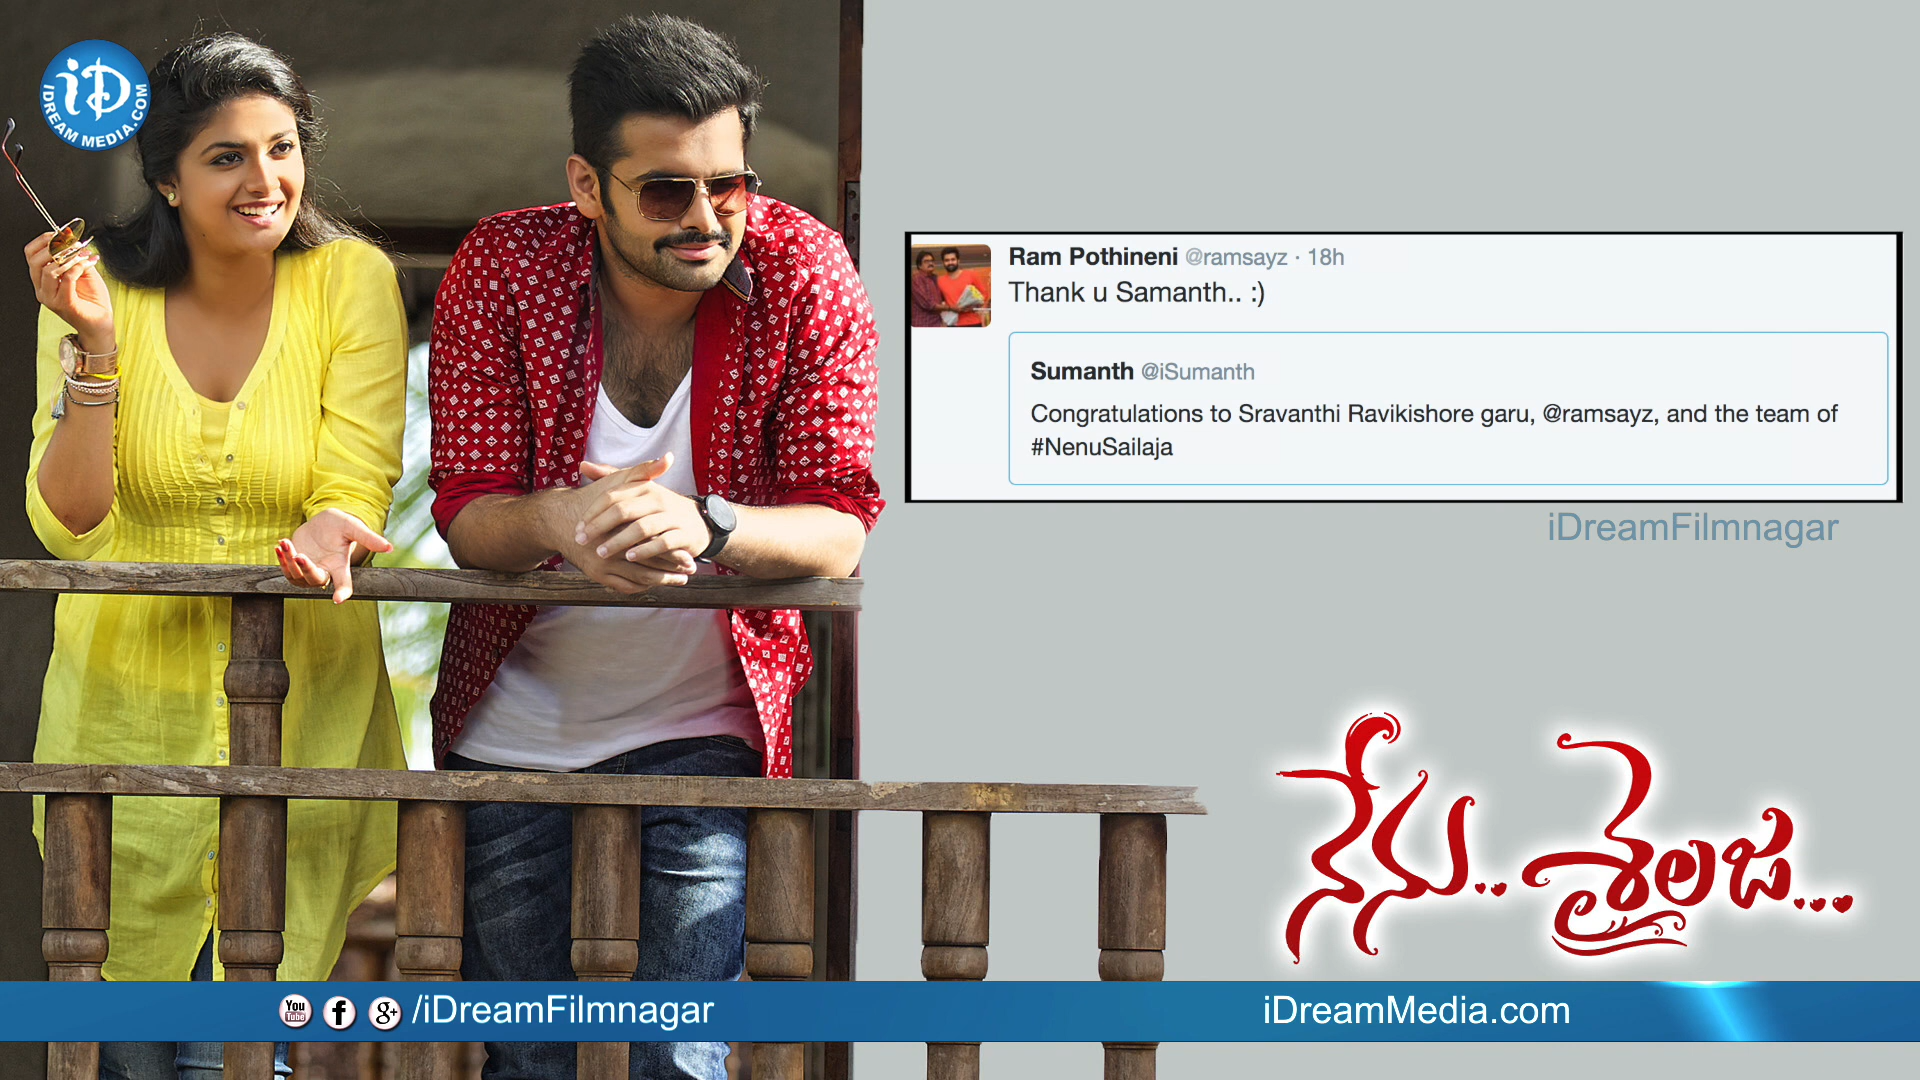 iD
IDREAM MEDIA.COM
Ram Pothineni @ramsayz · 18h
Thank u Samanth.. :)
Sumanth @iSumanth
Congratulations to Sravanthi Ravikishore garu, @ramsayz, and the team of
#NenuSailaja
iDreamFilmnagar
నేను.. శైలజ...
You Tube f g+ /iDreamFilmnagar
iDreamMedia.com